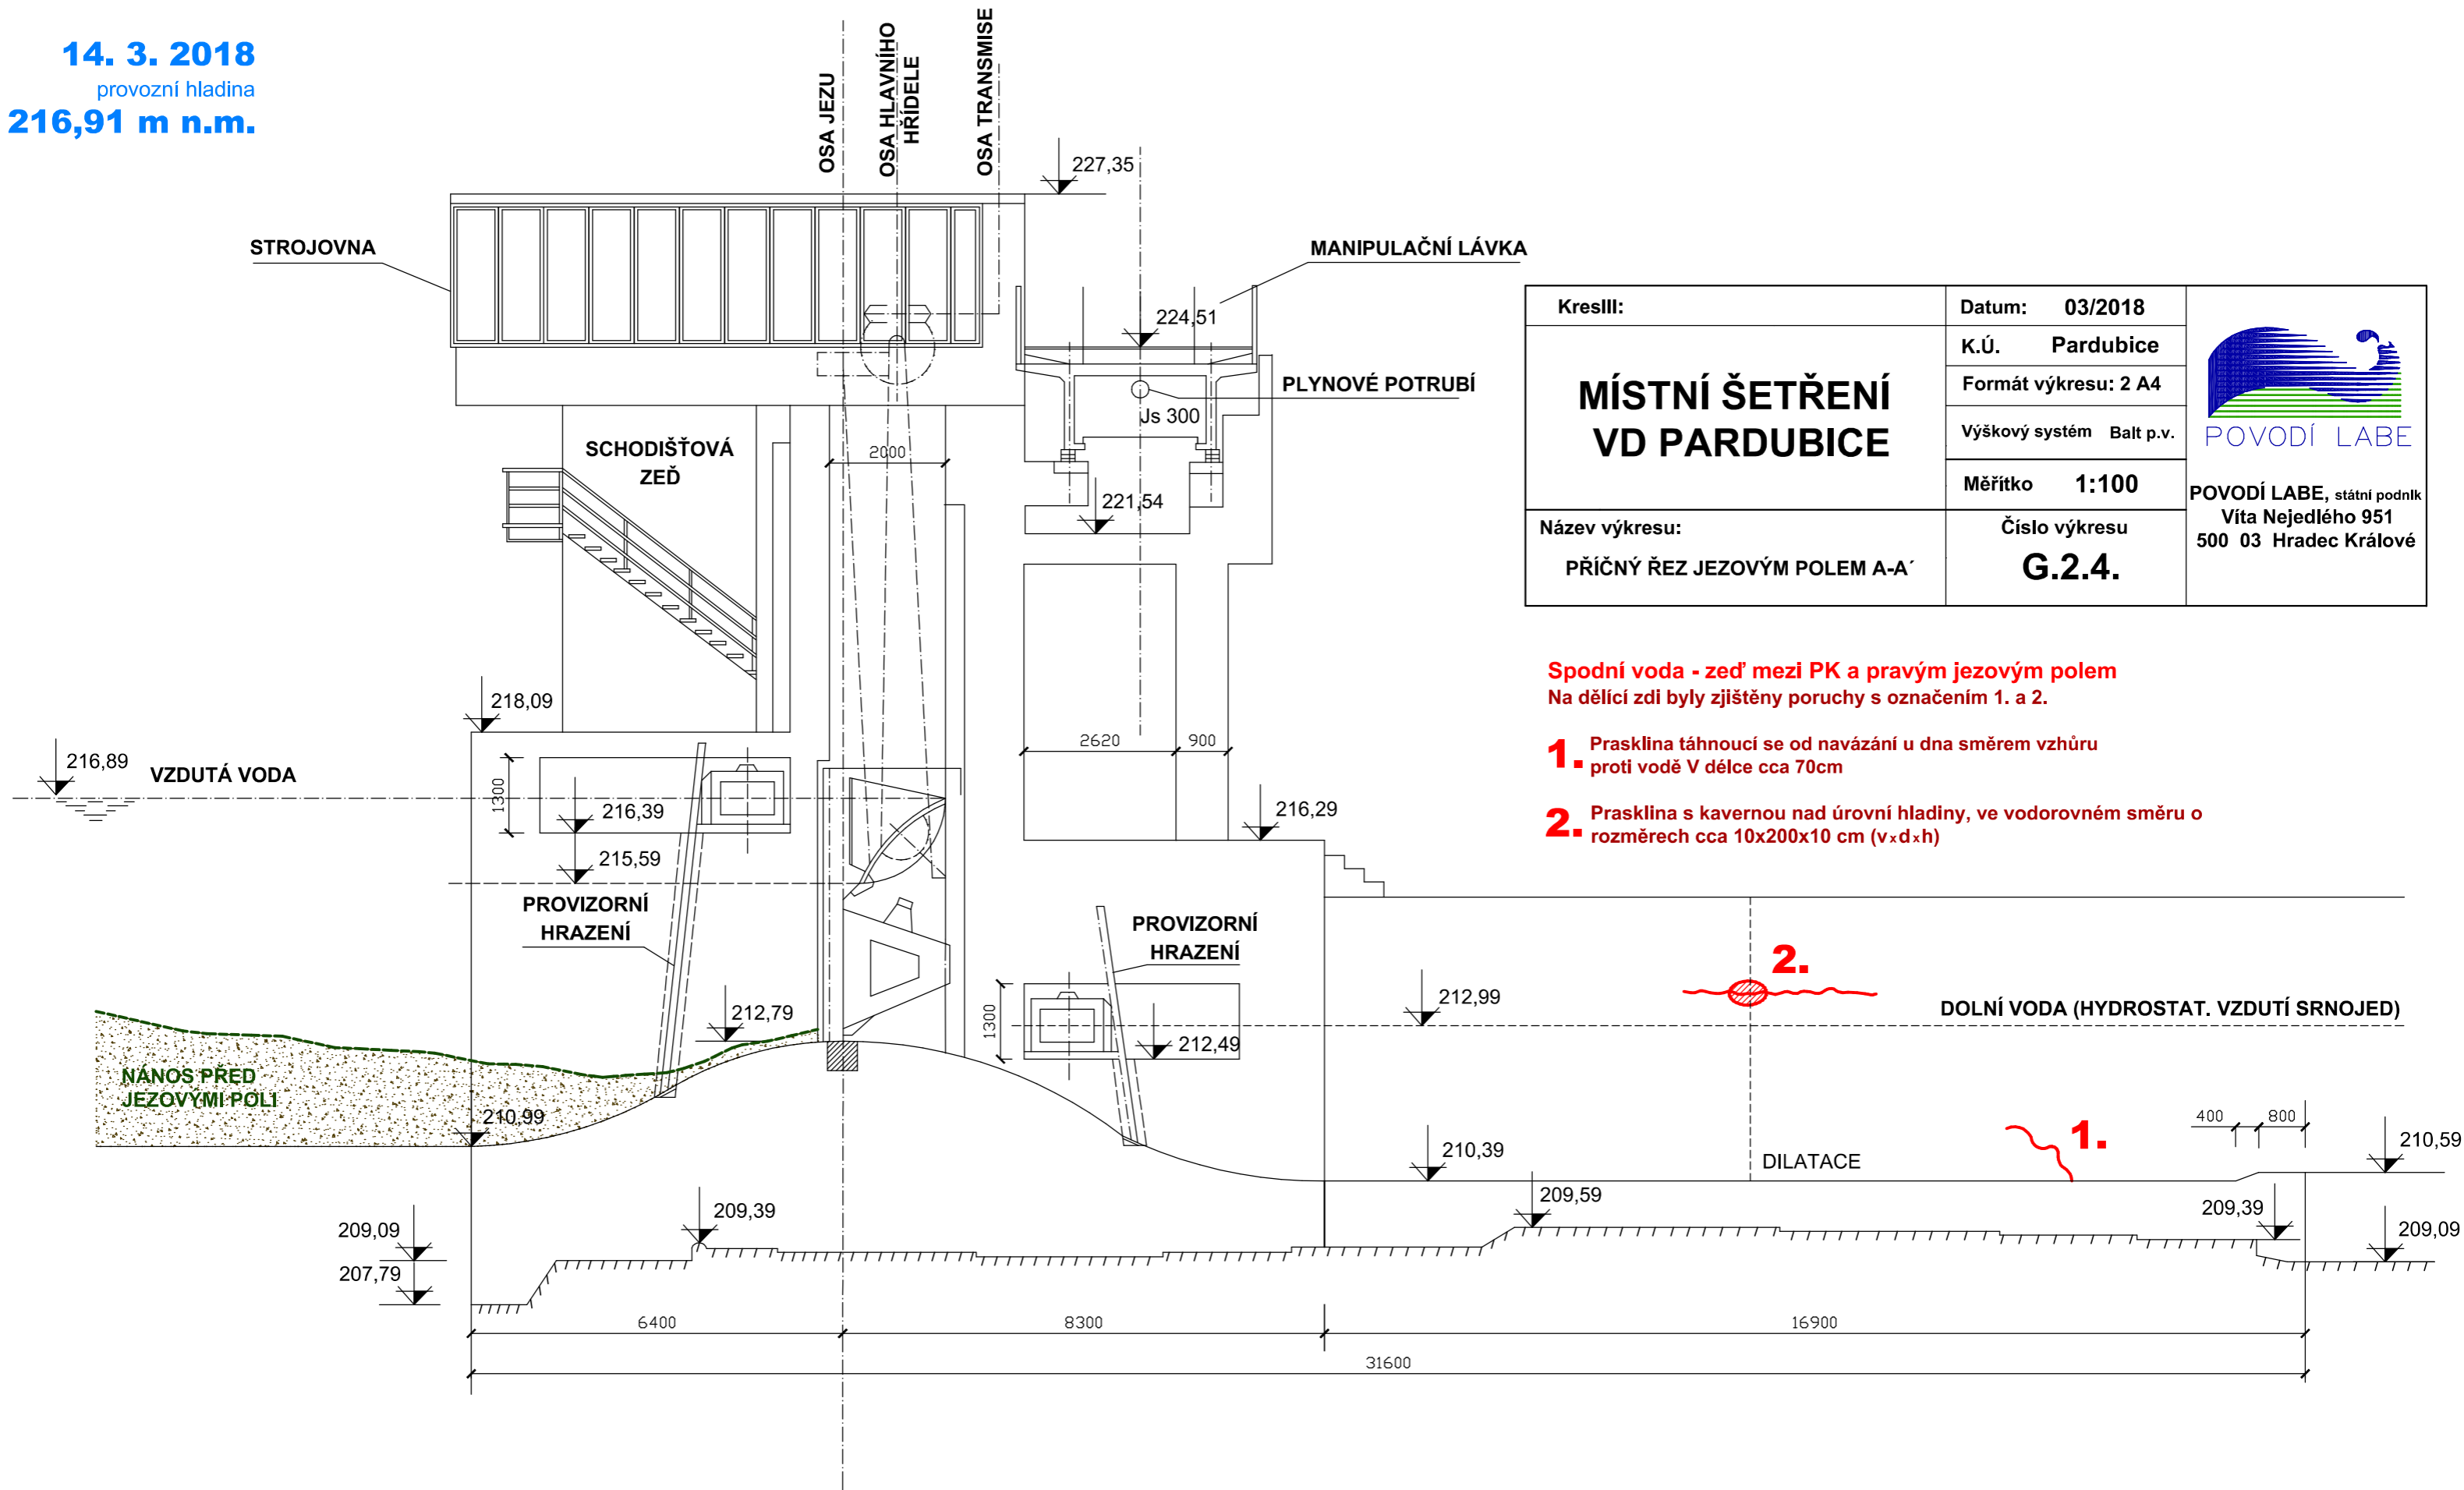 14. 3. 2018
provozní hladina
216,91 m n.m.
OSA JEZU
OSA HLAVNÍHO
HŘÍDELE
OSA TRANSMISE
227,35
STROJOVNA
MANIPULAČNÍ LÁVKA
224,51
PLYNOVÉ POTRUBÍ
Js 300
SCHODIŠŤOVÁ
ZEĎ
2000
221,54
KreslIl:
Datum: 03/2018
K.Ú. Pardubice
Formát výkresu: 2 A4
Výškový systém Balt p.v.
Měřítko 1:100
MÍSTNÍ ŠETŘENÍ
VD PARDUBICE
Název výkresu:
PŘÍČNÝ ŘEZ JEZOVÝM POLEM A-A´
Číslo výkresu
G.2.4.
POVODÍ LABE
POVODÍ LABE, státní podnik
Víta Nejedlého 951
500 03 Hradec Králové
Spodní voda - zeď mezi PK a pravým jezovým polem
Na dělící zdi byly zjištěny poruchy s označením 1. a 2.
1. Prasklina táhnoucí se od navázání u dna směrem vzhůru
proti vodě V délce cca 70cm
2. Prasklina s kavernou nad úrovní hladiny, ve vodorovném směru o
rozměrech cca 10x200x10 cm (vxdxh)
218,09
216,89
VZDUTÁ VODA
1300
216,39
215,59
2620
900
216,29
PROVIZORNÍ
HRAZENÍ
PROVIZORNÍ
HRAZENÍ
2.
212,79
1300
212,99
212,49
DOLNÍ VODA (HYDROSTAT. VZDUTÍ SRNOJED)
NÁNOS PŘED
JEZOVÝMI POLI
210,99
210,39
DILATACE
1.
400
800
210,59
209,09
207,79
209,39
209,59
209,39
209,09
6400
8300
16900
31600